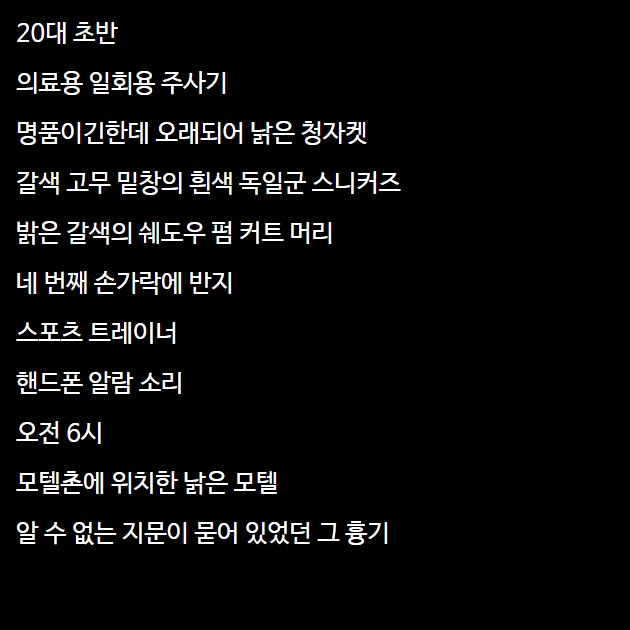 20대 초반
의료용 일회용 주사기
명품이긴한데 오래되어 낡은 청자켓
갈색 고무 밑창의 흰색 독일군 스니커즈
밝은 갈색의 쉐도우 펌 커트 머리
네 번째 손가락에 반지
스포츠 트레이너
핸드폰 알람 소리
오전 6시
모텔촌에 위치한 낡은 모텔
알 수 없는 지문이 묻어 있었던 그 흉기